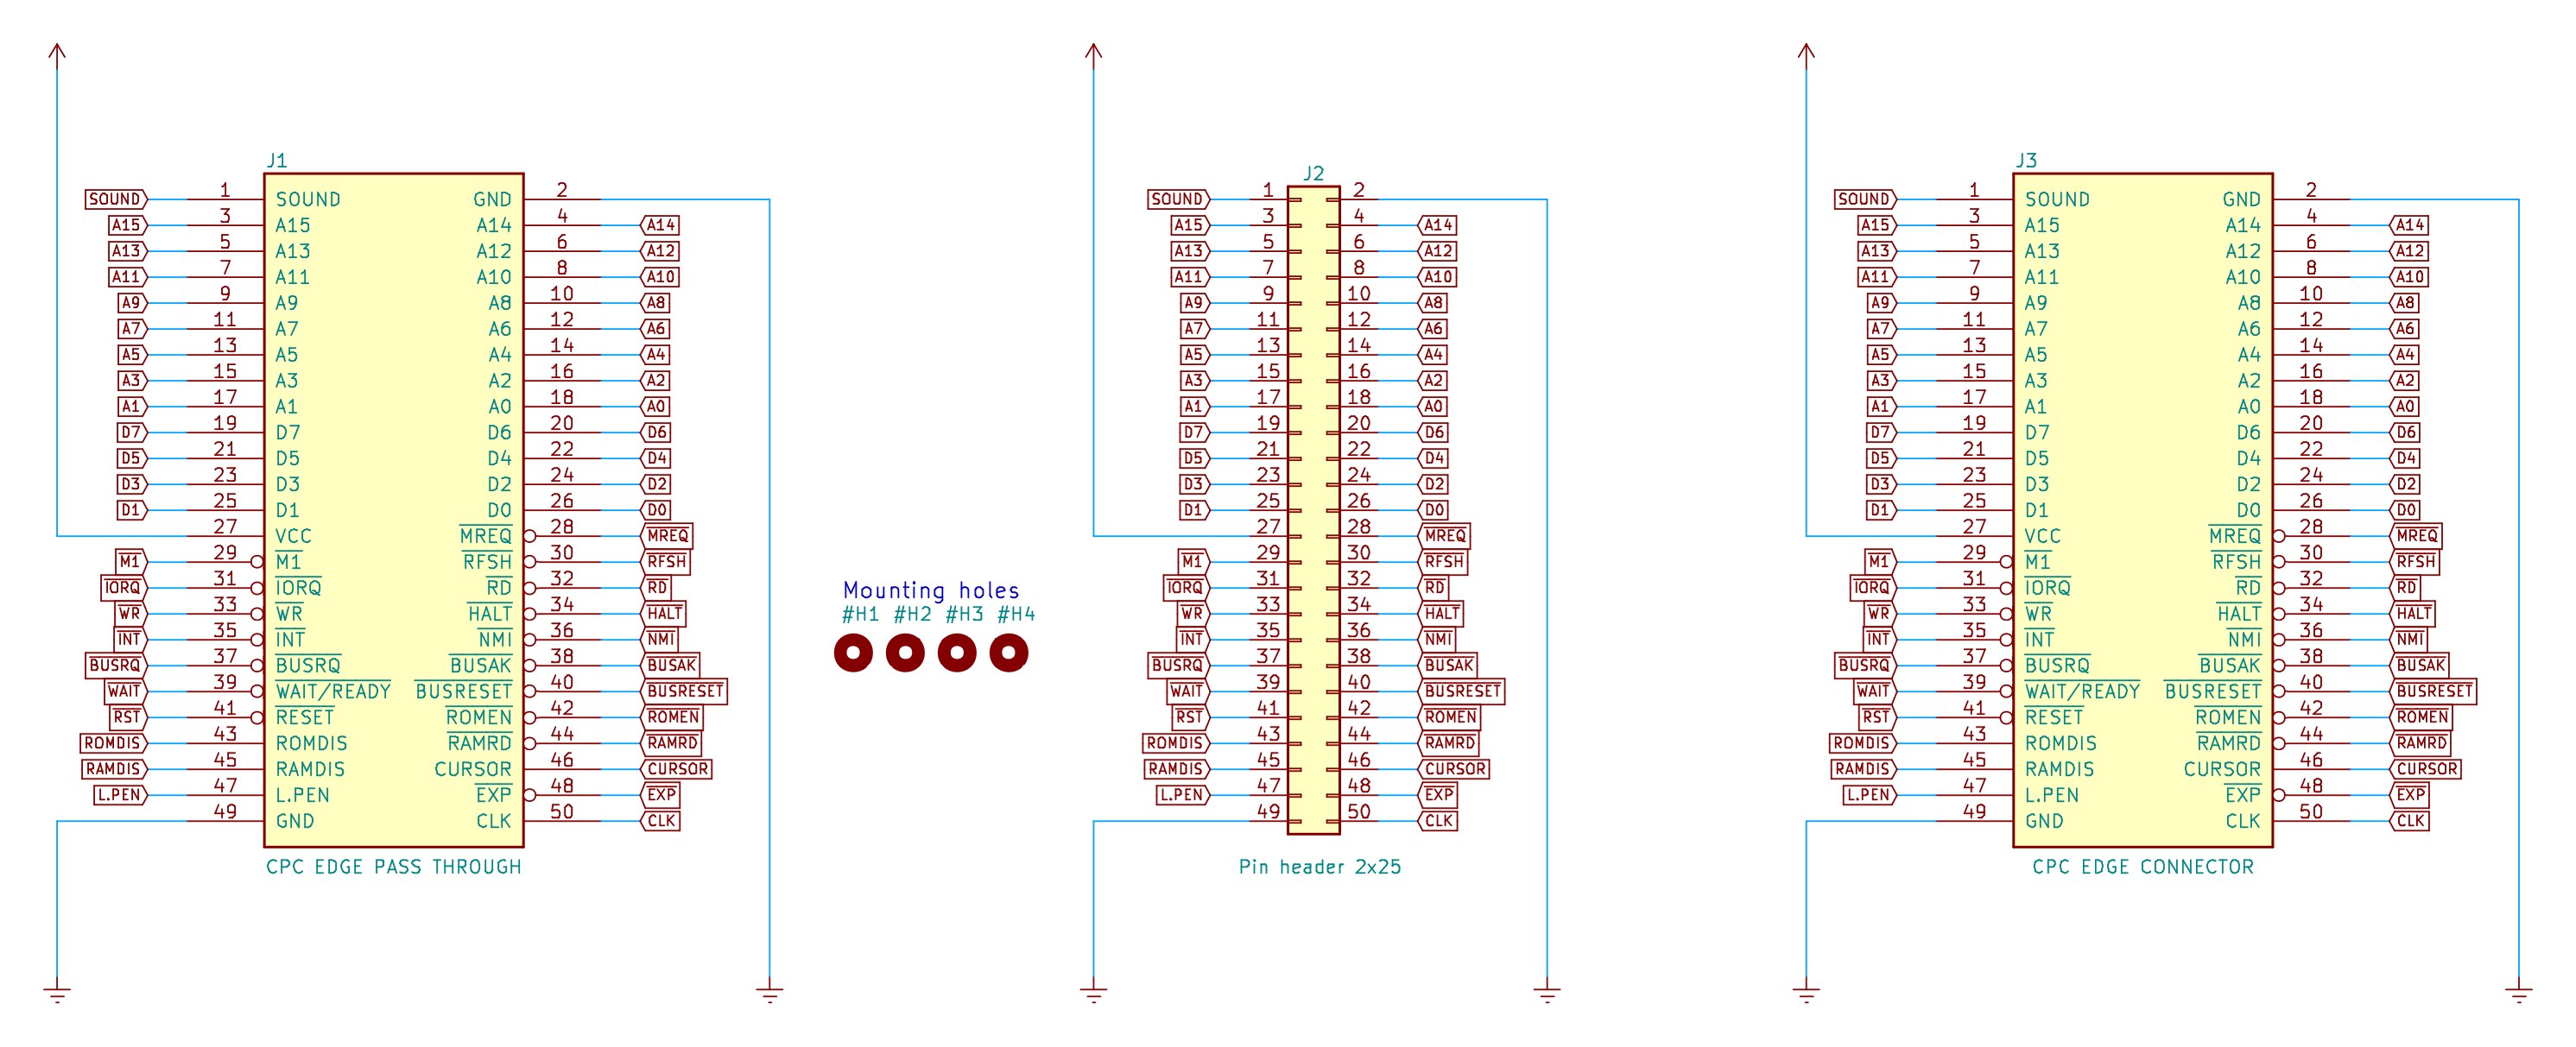 J1
SOUND 1 SOUND GND 2
A15 3 A15 A14 4 A14
A13 5 A13 A12 6 A12
A11 7 A11 A10 8 A10
A9 9 A9 A8 10 A8
A7 11 A7 A6 12 A6
A5 13 A5 A4 14 A4
A3 15 A3 A2 16 A2
A1 17 A1 A0 18 A0
D7 19 D7 D6 20 D6
D5 21 D5 D4 22 D4
D3 23 D3 D2 24 D2
D1 25 D1 D0 26 D0
27 VCC MREQ 28 MREQ
M1 29 M1 RFSH 30 RFSH
IORQ 31 IORQ RD 32 RD
WR 33 WR HALT 34 HALT
INT 35 INT NMI 36 NMI
BUSRQ 37 BUSRQ BUSAK 38 BUSAK
WAIT 39 WAIT/READY BUSRESET 40 BUSRESET
RST 41 RESET ROMEN 42 ROMEN
ROMDIS 43 ROMDIS RAMRD 44 RAMRD
RAMDIS 45 RAMDIS CURSOR 46 CURSOR
L.PEN 47 L.PEN EXP 48 EXP
49 GND CLK 50 CLK
CPC EDGE PASS THROUGH
Mounting holes
#H1 #H2 #H3 #H4
J2
SOUND 1 2
A15 3 4 A14
A13 5 6 A12
A11 7 8 A10
A9 9 10 A8
A7 11 12 A6
A5 13 14 A4
A3 15 16 A2
A1 17 18 A0
D7 19 20 D6
D5 21 22 D4
D3 23 24 D2
D1 25 26 D0
27 28 MREQ
M1 29 30 RFSH
IORQ 31 32 RD
WR 33 34 HALT
INT 35 36 NMI
BUSRQ 37 38 BUSAK
WAIT 39 40 BUSRESET
RST 41 42 ROMEN
ROMDIS 43 44 RAMRD
RAMDIS 45 46 CURSOR
L.PEN 47 48 EXP
49 50 CLK
Pin header 2x25
J3
SOUND 1 SOUND GND 2
A15 3 A15 A14 4 A14
A13 5 A13 A12 6 A12
A11 7 A11 A10 8 A10
A9 9 A9 A8 10 A8
A7 11 A7 A6 12 A6
A5 13 A5 A4 14 A4
A3 15 A3 A2 16 A2
A1 17 A1 A0 18 A0
D7 19 D7 D6 20 D6
D5 21 D5 D4 22 D4
D3 23 D3 D2 24 D2
D1 25 D1 D0 26 D0
27 VCC MREQ 28 MREQ
M1 29 M1 RFSH 30 RFSH
IORQ 31 IORQ RD 32 RD
WR 33 WR HALT 34 HALT
INT 35 INT NMI 36 NMI
BUSRQ 37 BUSRQ BUSAK 38 BUSAK
WAIT 39 WAIT/READY BUSRESET 40 BUSRESET
RST 41 RESET ROMEN 42 ROMEN
ROMDIS 43 ROMDIS RAMRD 44 RAMRD
RAMDIS 45 RAMDIS CURSOR 46 CURSOR
L.PEN 47 L.PEN EXP 48 EXP
49 GND CLK 50 CLK
CPC EDGE CONNECTOR